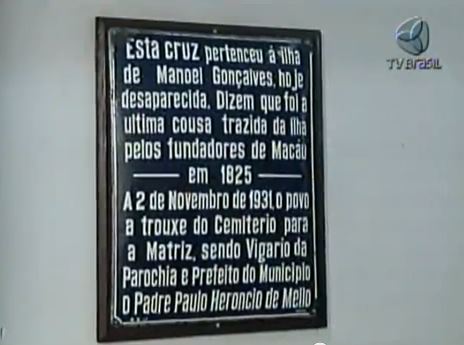 Esta cruz pertenceu á ilha
de Manoel Gonçalves, hoje
desaparecida. Dizem que foi a
ultima cousa trazida da ilha
pelos fundadores de Macáu
— em 1825 —
A 2 de Novembro de 1931, o povo
a trouxe do Cemiterio para
a Matriz, sendo Vigario da
Parochia e Prefeito do Municipio
o Padre Paulo Heroncio de Mello
TVBrasil